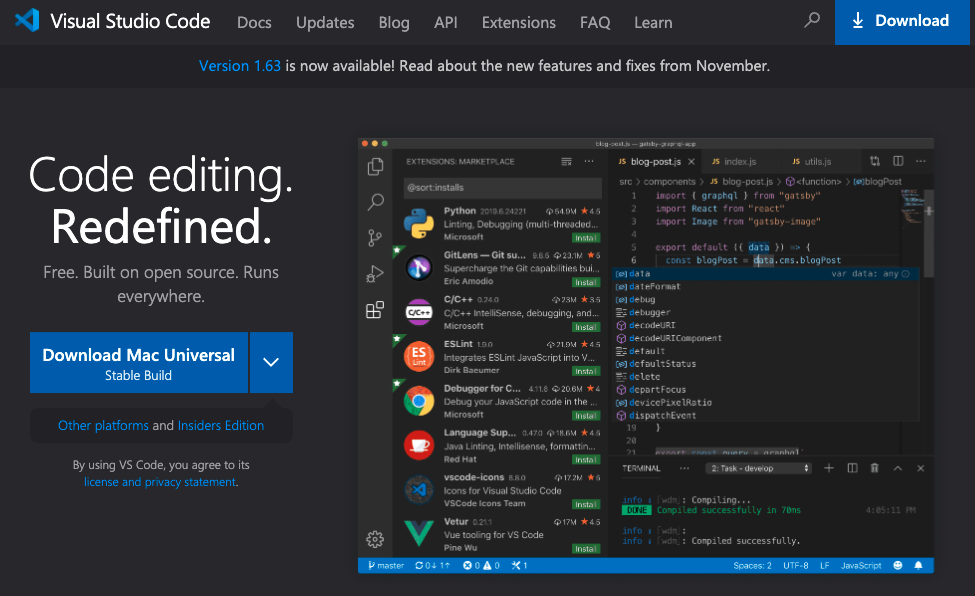 Visual Studio Code Docs Updates Blog API Extensions FAQ Learn Download
Version 1.63 is now available! Read about the new features and fixes from November.
Code editing.
Redefined.
Free. Built on open source. Runs
everywhere.
Download Mac Universal
Stable Build
Other platforms and Insiders Edition
By using VS Code, you agree to its
license and privacy statement.
blog-post.js — gatsby-graphql-app
EXTENSIONS: MARKETPLACE ···
@sort:installs
Python 2019.6.24221 54.9M ★4.5
Linting, Debugging (multi-threaded...
Microsoft Install
GitLens — Git su... 9.8.5 23.1M ★5
Supercharge the Git capabilities bui...
Eric Amodio Install
C/C++ 0.24.0 23M ★3.5
C/C++ IntelliSense, debugging, and...
Microsoft Install
C/C++
ESLint 1.9.0 21.9M ★4.5
Integrates ESLint JavaScript into V...
Dirk Baeumer Install
ES
Lint
Debugger for C... 4.11.6 20.6M ★4
Debug your JavaScript code in the ...
Microsoft Install
Language Sup... 0.47.0 18.6M ★4.5
Java Linting, Intellisense, formattin...
Red Hat Install
vscode-icons 8.8.0 17.2M ★5
Icons for Visual Studio Code
VSCode Icons Team Install
Vetur 0.21.1 17M ★4.5
Vue tooling for VS Code
Pine Wu Install
JS blog-post.js × JS index.js JS utils.js ···
src > components > JS blog-post.js > <function> > blogPost
1 import { graphql } from "gatsby"
2 import React from "react"
3 import Image from "gatsby-image"
4
5 export default ({ data }) => {
6 const blogPost = data.cms.blogPost
data var data: any
dateFormat
debug
debugger
decodeURI
decodeURIComponent
default
defaultStatus
delete
departFocus
devicePixelRatio
dispatchEvent
19 }
20
21 export const query = graphql`
TERMINAL ··· 2: Task - develop
info ｢wdm｣: Compiling...
DONE Compiled successfully in 70ms 4:05:11 PM
info ｢wdm｣:
info ｢wdm｣: Compiled successfully.
master 0↓ 1↑ 0 0 1 Spaces: 2 UTF-8 LF JavaScript